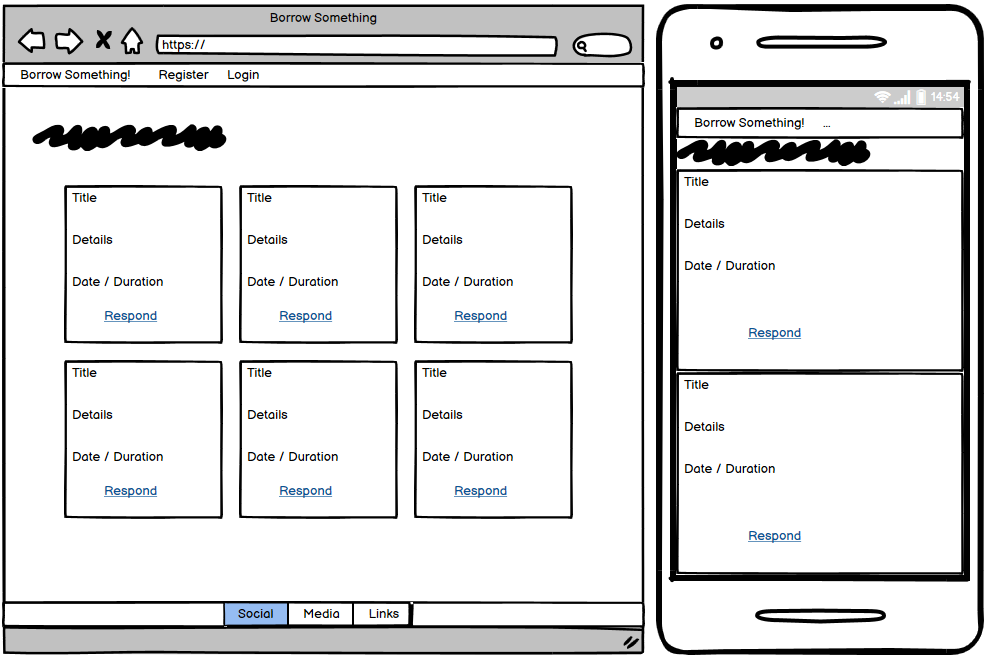 Borrow Something
https://
Borrow Something! Register Login
Title Title Title
Details Details Details
Date / Duration Date / Duration Date / Duration
Respond Respond Respond
Title Title Title
Details Details Details
Date / Duration Date / Duration Date / Duration
Respond Respond Respond
Social Media Links
14:54
Borrow Something! ...
Title
Details
Date / Duration
Respond
Title
Details
Date / Duration
Respond